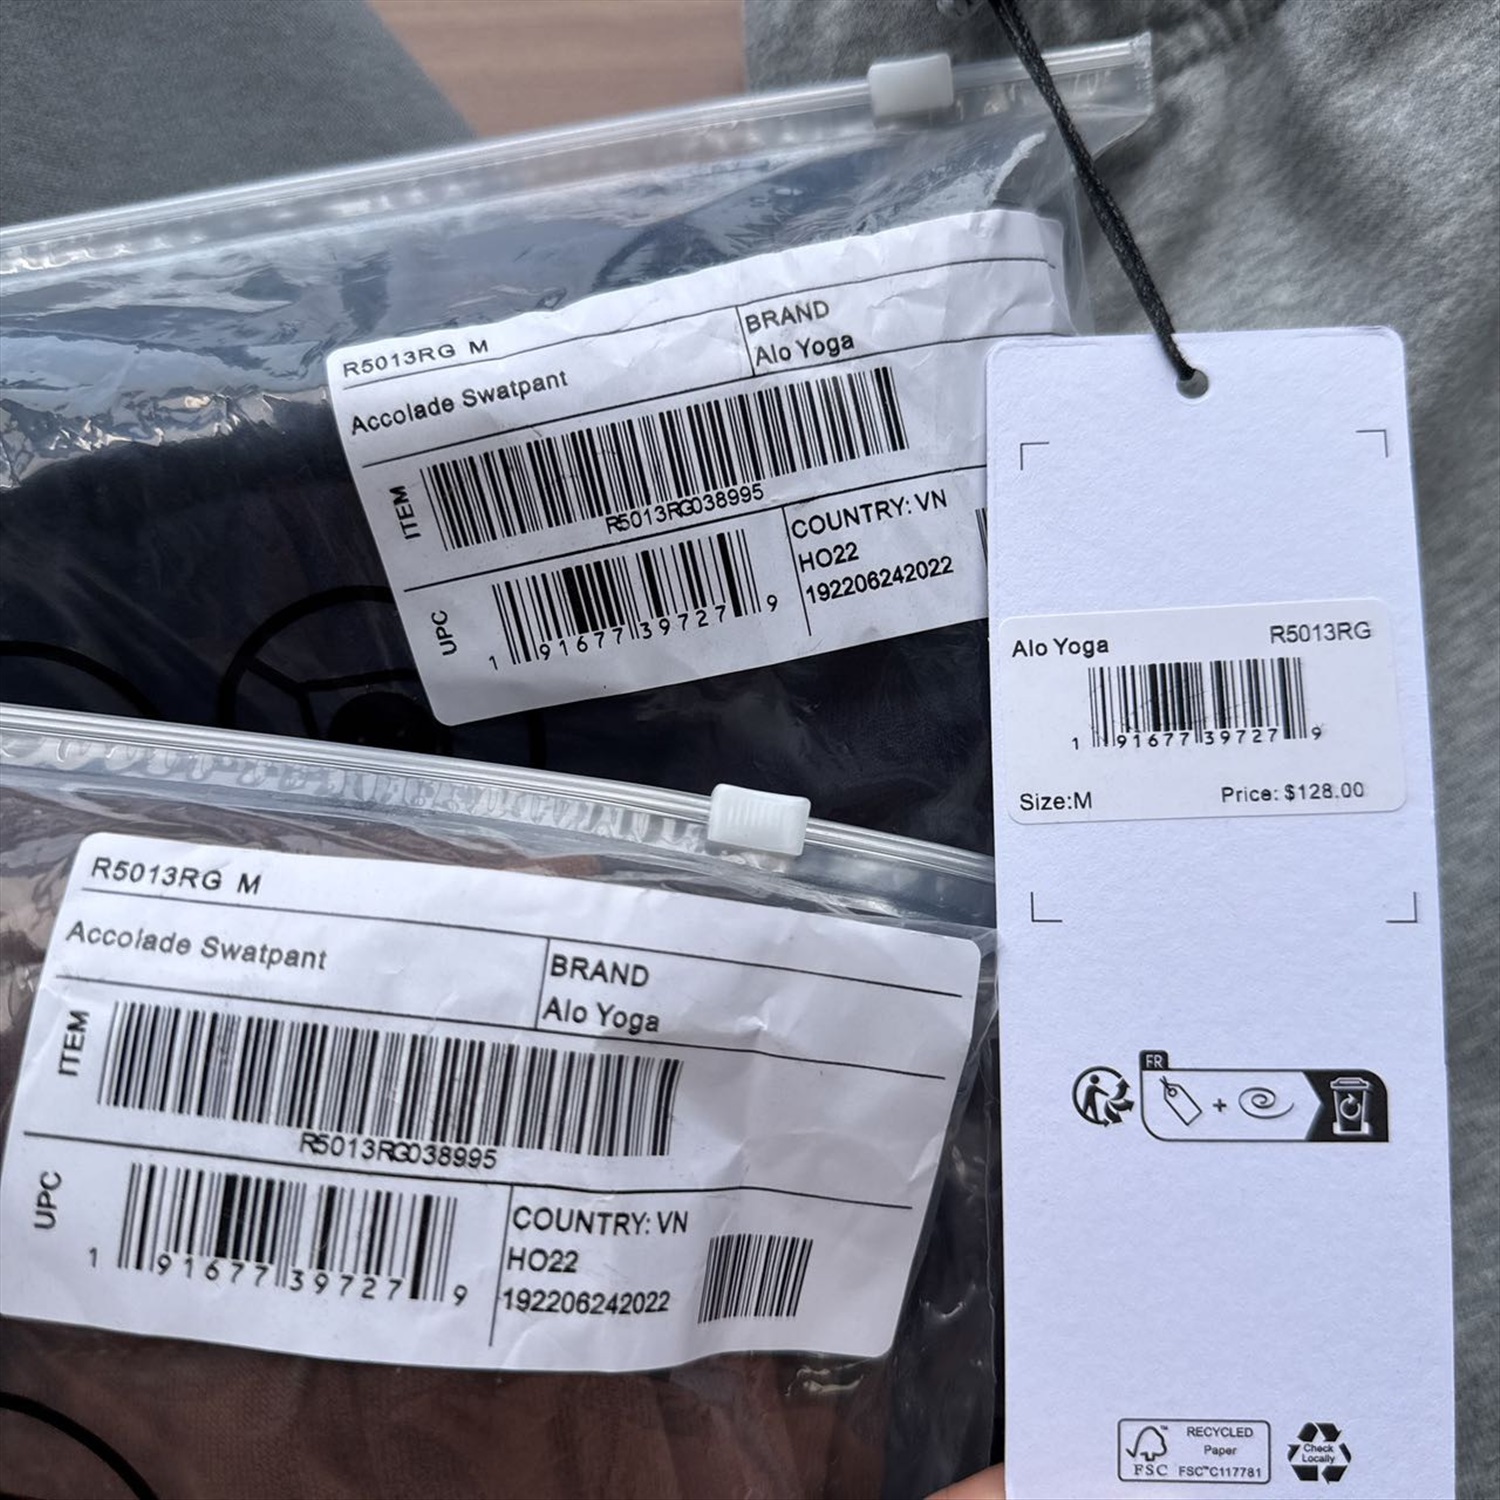 R5013RG M
Accolade Swatpant
BRAND
Alo Yoga
ITEM
R5013RG038995
UPC
1 91677 39727 9
COUNTRY: VN
HO22
192206242022
R5013RG M
Accolade Swatpant
BRAND
Alo Yoga
ITEM
R5013RG038995
UPC
1 91677 39727 9
COUNTRY: VN
HO22
192206242022
Alo Yoga R5013RG
1 91677 39727 9
Size:M Price: $128.00
FR
+
FSC
RECYCLED
Paper
FSC™C117781
Check
Locally